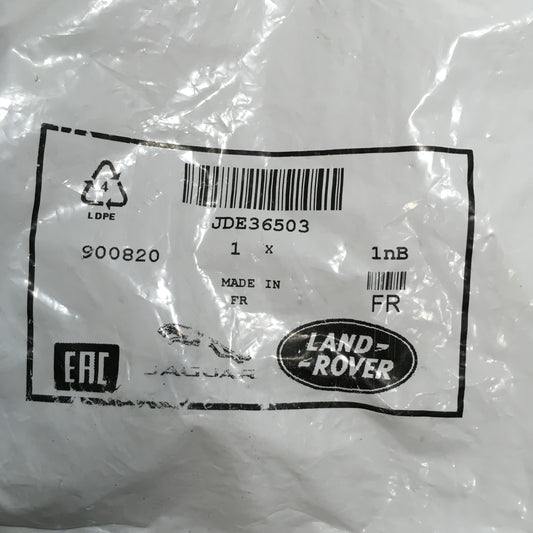 4
LDPE
JDE36503
900820
1 x
1nB
MADE IN
FR
FR
EAC
JAGUAR
LAND-
-ROVER